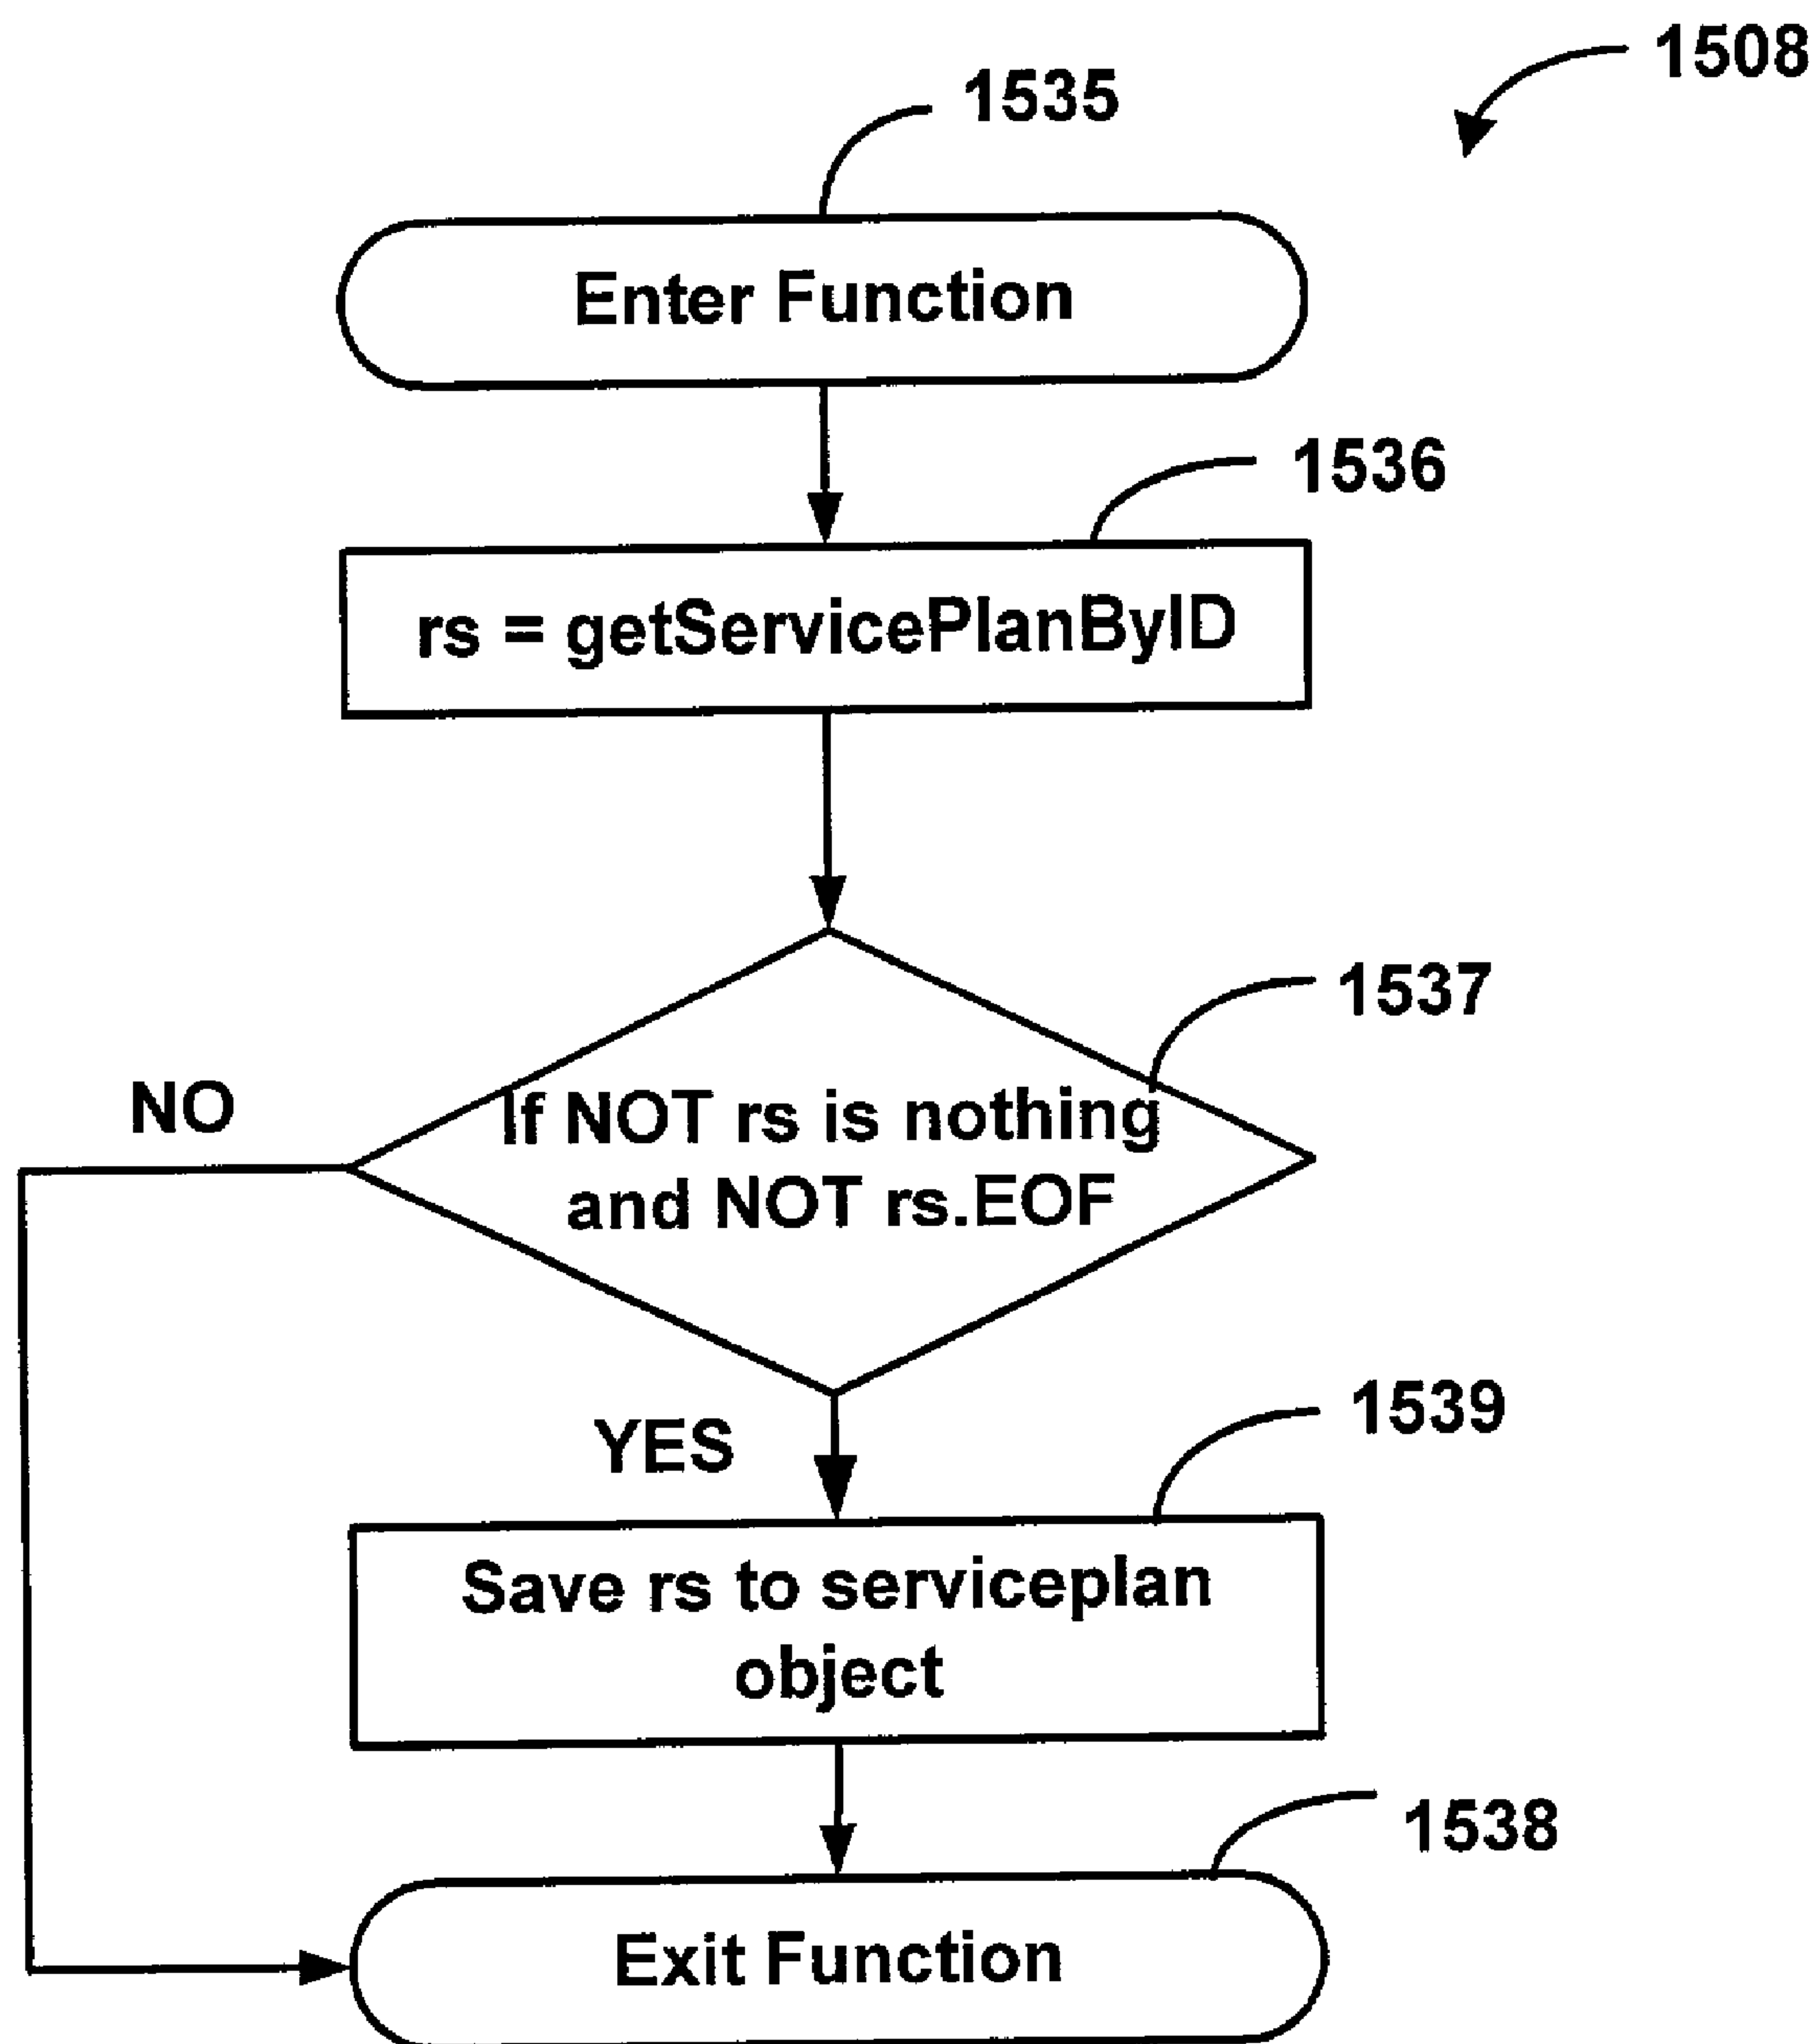 1508
1535
Enter Function
1536
rs = getServicePlanByID
1537
NO
If NOT rs is nothing
and NOT rs.EOF
1539
YES
Save rs to serviceplan
object
1538
Exit Function